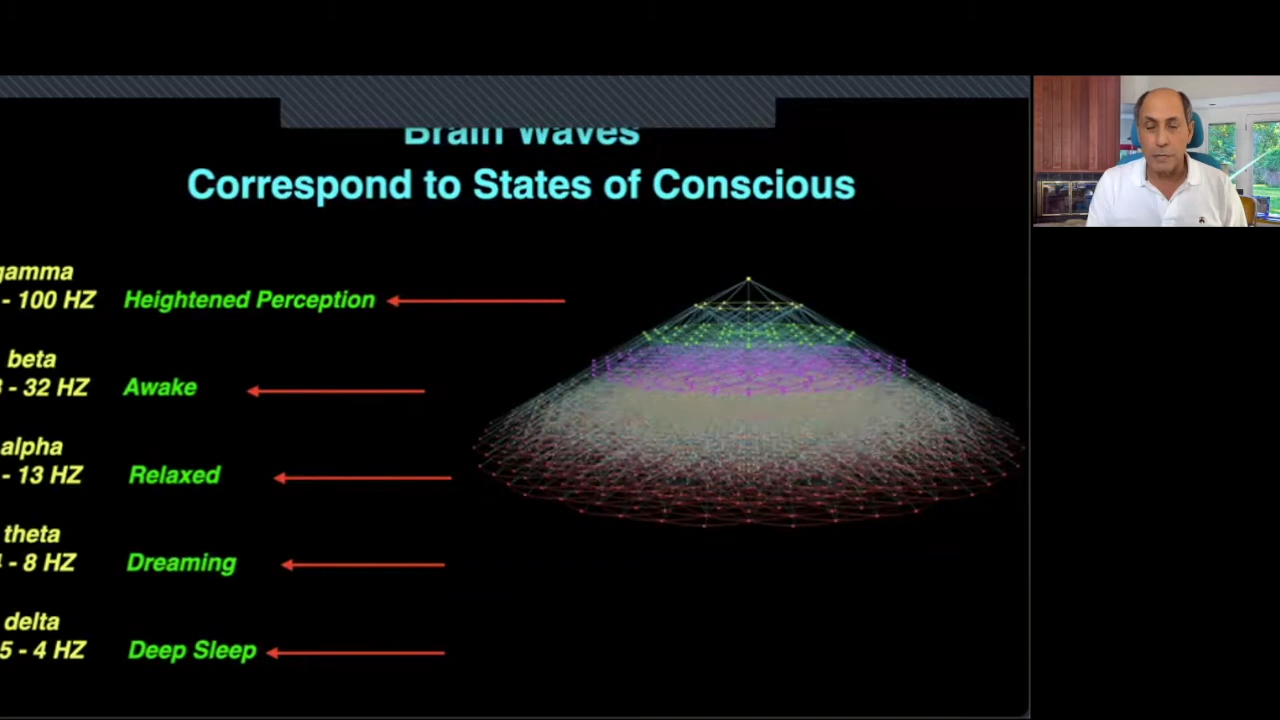 Brain Waves
Correspond to States of Conscious
gamma
- 100 HZ Heightened Perception
beta
- 32 HZ Awake
alpha
- 13 HZ Relaxed
theta
- 8 HZ Dreaming
delta
5 - 4 HZ Deep Sleep